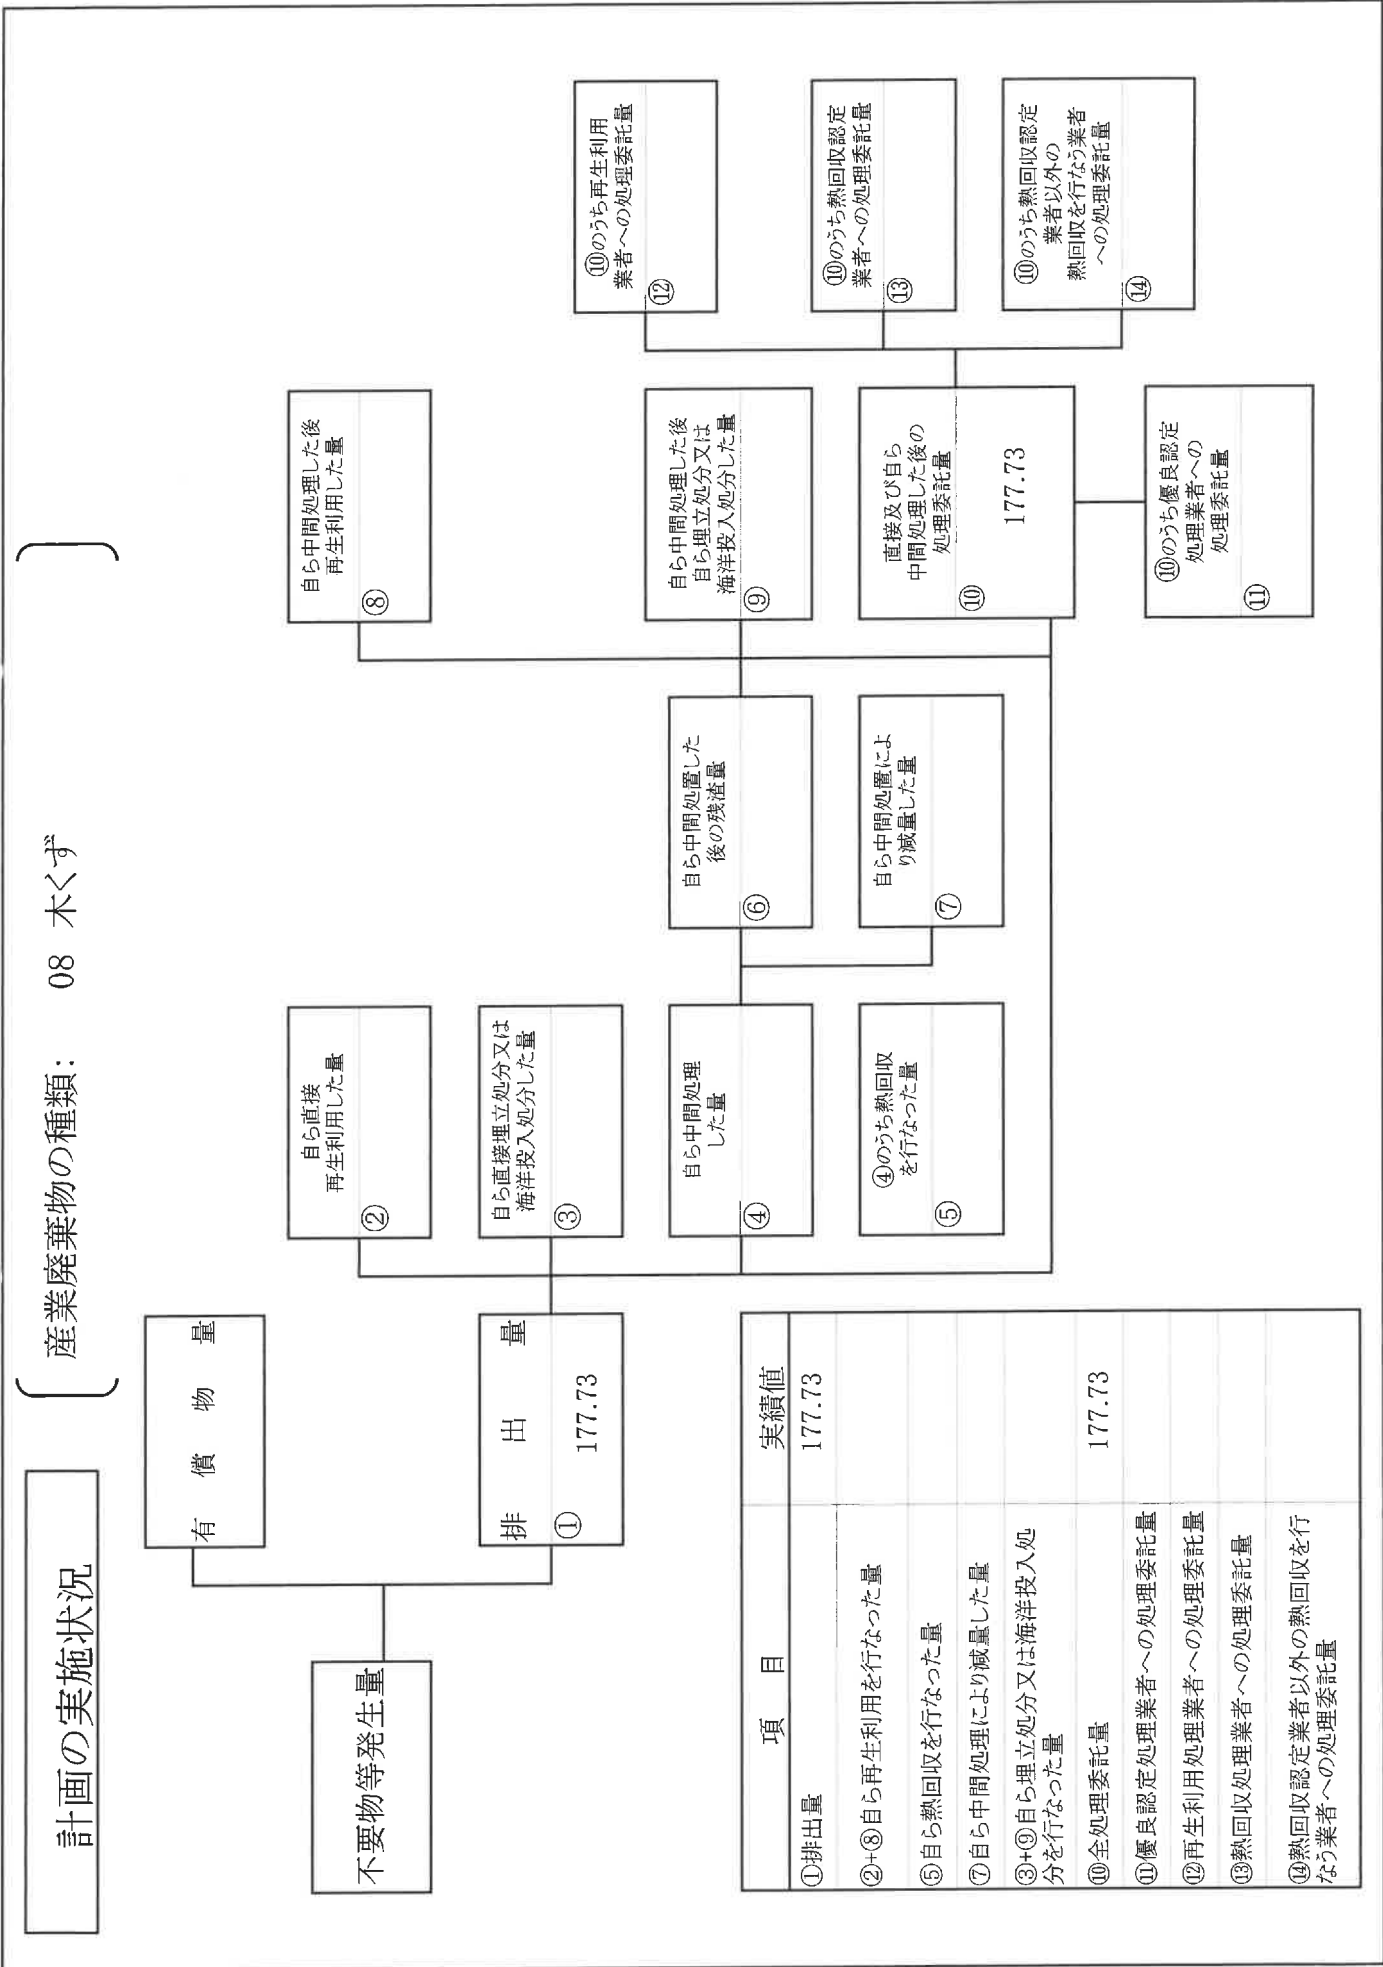 計画の実施状況
産業廃棄物の種類: 08 木くず
不要物等発生量
有償物量
排出量
①
177.73
自ら直接
再生利用した量
②
自ら直接埋立処分又は
海洋投入処分した量
③
自ら中間処理
した量
④
④のうち熱回収
を行なった量
⑤
自ら中間処置した
後の残渣量
⑥
自ら中間処置によ
り減量した量
⑦
自ら中間処理した後
再生利用した量
⑧
自ら中間処理した後
自ら埋立処分又は
海洋投入処分した量
⑨
直接及び自ら
中間処理した後の
処理委託量
⑩
177.73
⑩のうち優良認定
処理業者への
処理委託量
⑪
⑩のうち再生利用
業者への処理委託量
⑫
⑩のうち熱回収認定
業者への処理委託量
⑬
⑩のうち熱回収認定
業者以外の
熱回収を行なう業者
への処理委託量
⑭
項目 実績値
①排出量 177.73
②+⑧自ら再生利用を行なった量
⑤自ら熱回収を行なった量
⑦自ら中間処理により減量した量
③+⑨自ら埋立処分又は海洋投入処
分を行なった量
⑩全処理委託量 177.73
⑪優良認定処理業者への処理委託量
⑫再生利用処理業者への処理委託量
⑬熱回収処理業者への処理委託量
⑭熱回収認定業者以外の熱回収を行
なう業者への処理委託量